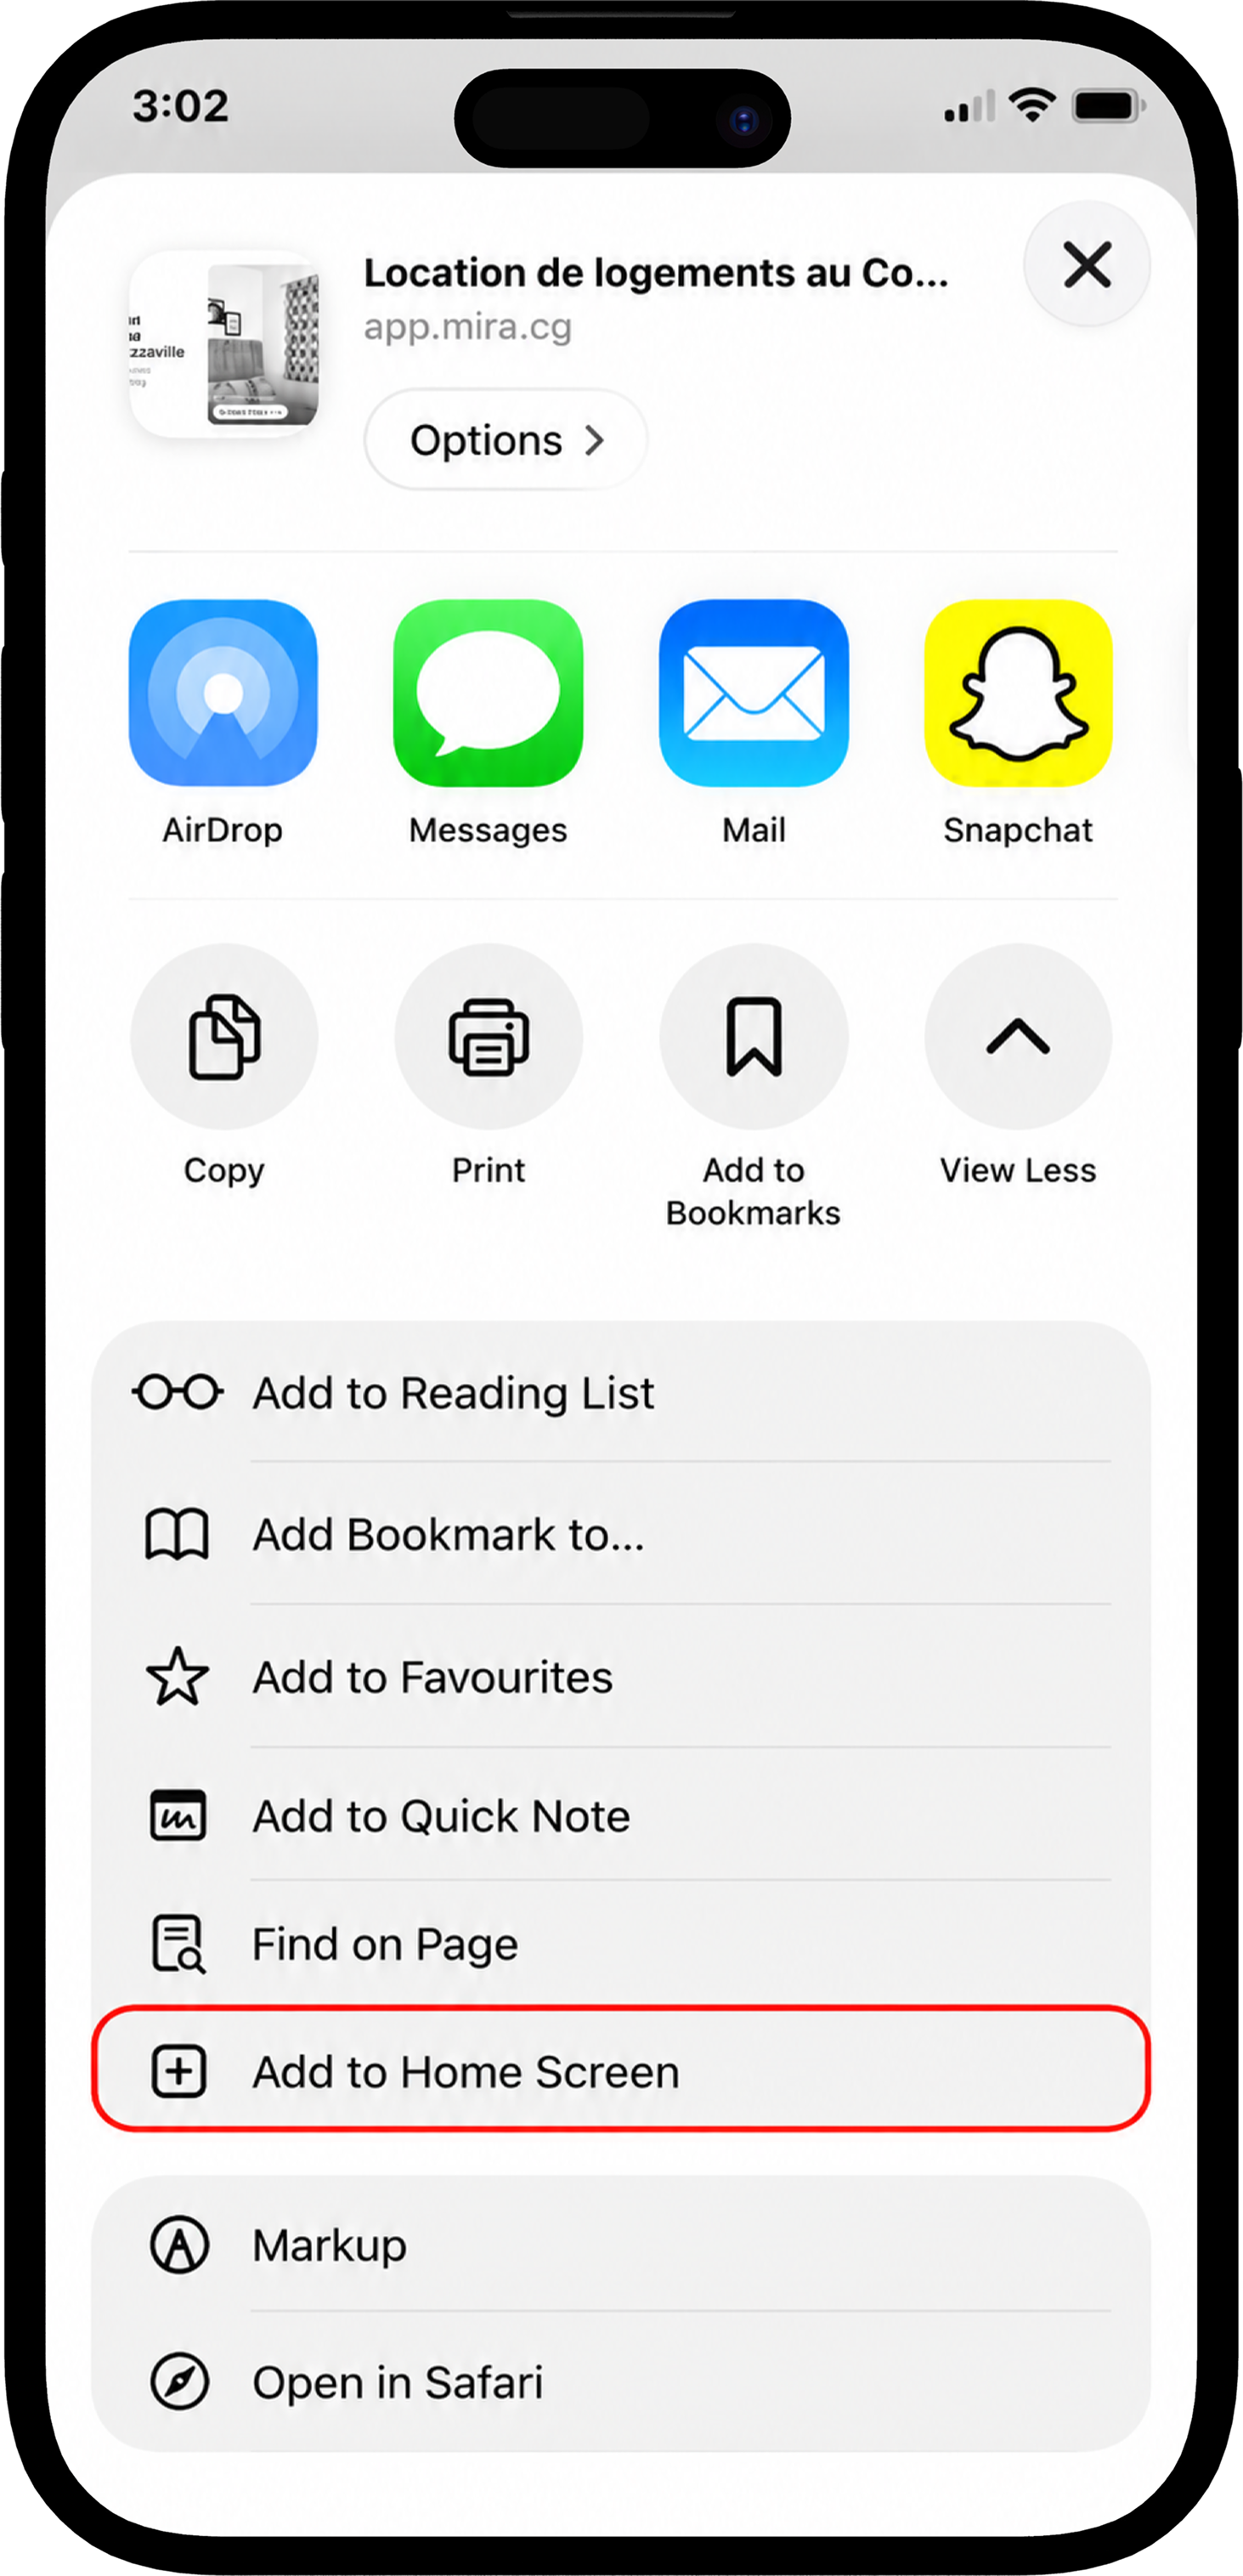 3:02
Location de logements au Co...
app.mira.cg
zzaville
Options
AirDrop
Messages
Mail
Snapchat
Copy
Print
Add to
Bookmarks
View Less
Add to Reading List
Add Bookmark to...
Add to Favourites
Add to Quick Note
Find on Page
Add to Home Screen
Markup
Open in Safari